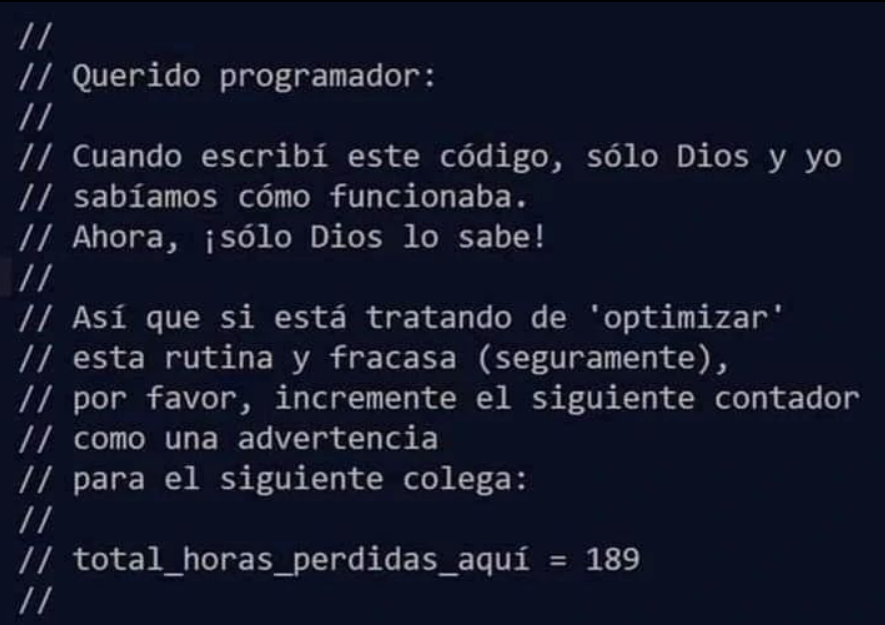 //
// Querido programador:
//
// Cuando escribí este código, sólo Dios y yo
// sabíamos cómo funcionaba.
// Ahora, ¡sólo Dios lo sabe!
//
// Así que si está tratando de 'optimizar'
// esta rutina y fracasa (seguramente),
// por favor, incremente el siguiente contador
// como una advertencia
// para el siguiente colega:
//
// total_horas_perdidas_aquí = 189
//